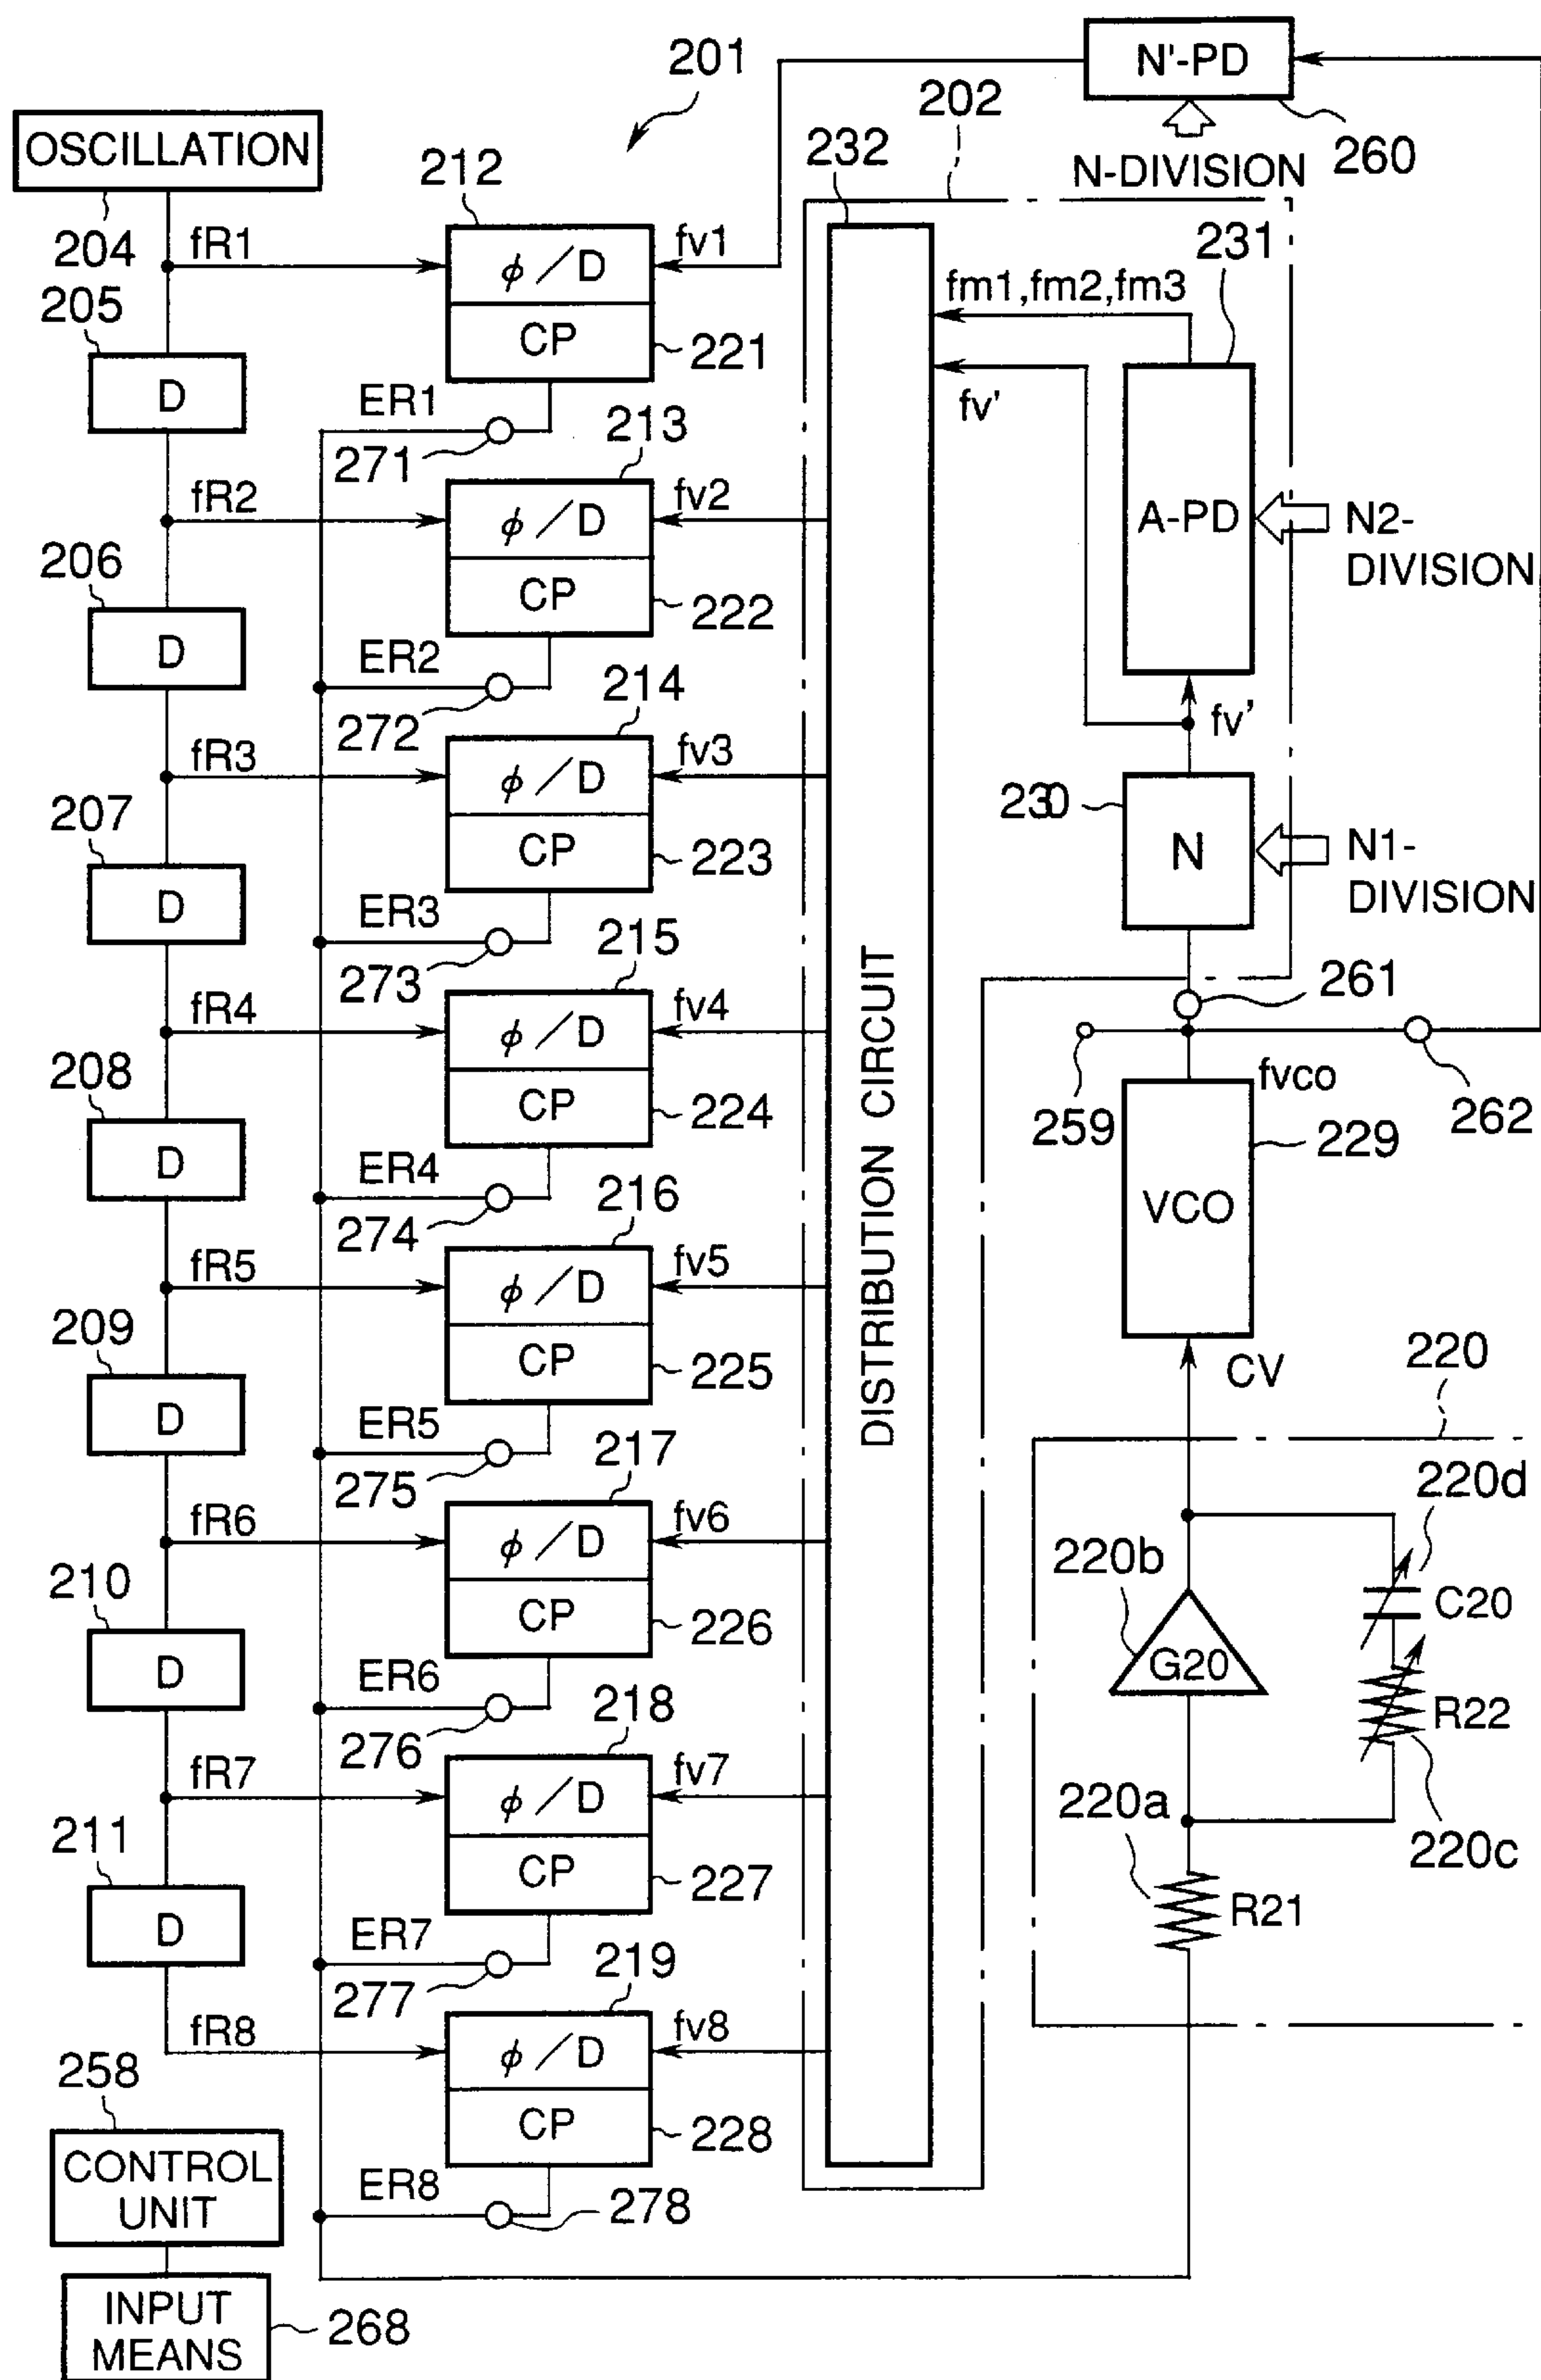 201
N'-PD
260
N-DIVISION
202
232
OSCILLATION
204
212
fR1
φ/D
fv1
CP
221
ER1
271
205
D
fm1,fm2,fm3
231
fv'
A-PD
N2-
DIVISION
fv'
213
fR2
φ/D
fv2
CP
222
ER2
272
206
D
214
fR3
φ/D
fv3
CP
223
ER3
273
207
D
230
N
N1-
DIVISION
261
215
fR4
φ/D
fv4
CP
224
ER4
274
208
D
DISTRIBUTION CIRCUIT
259
fvco
262
229
VCO
CV
220
216
fR5
φ/D
fv5
CP
225
ER5
275
209
D
217
fR6
φ/D
fv6
CP
226
ER6
276
210
D
220d
220b
C20
G20
R22
220a
220c
R21
218
fR7
φ/D
fv7
CP
227
ER7
277
211
D
219
fR8
φ/D
fv8
CP
228
ER8
278
258
CONTROL
UNIT
INPUT
MEANS
268